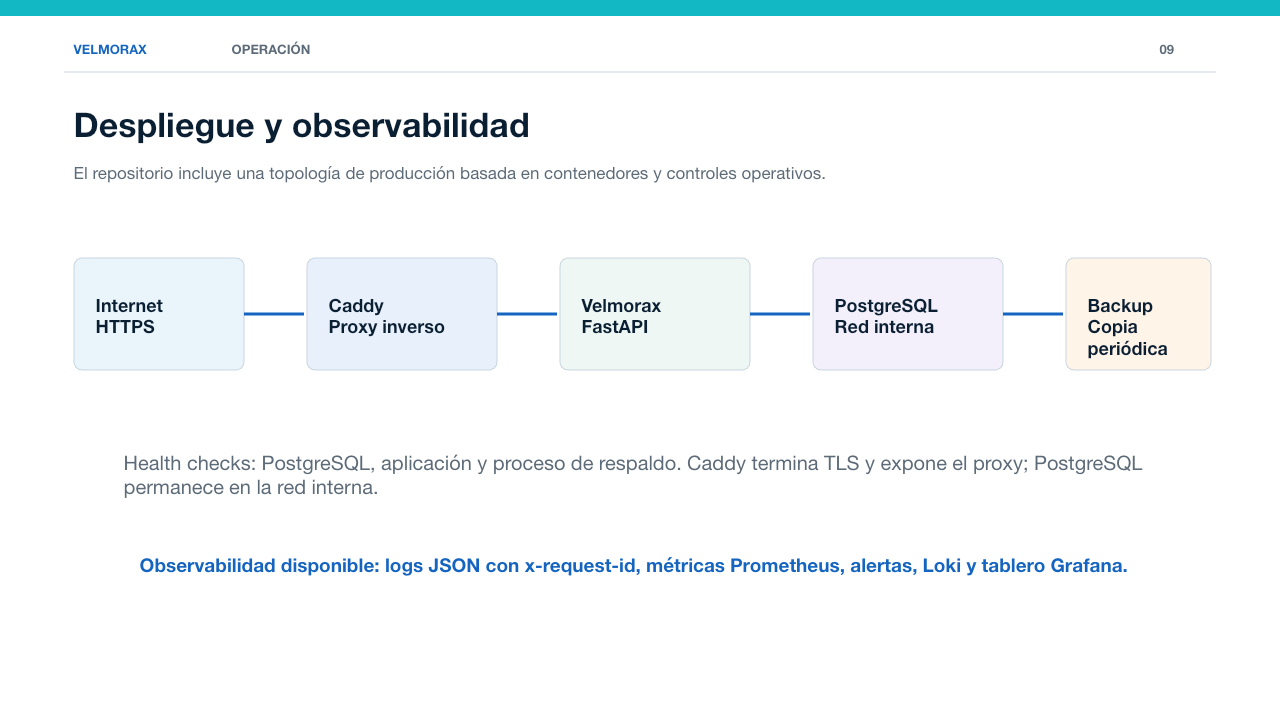 VELMORAX
OPERACIÓN
09
Despliegue y observabilidad
El repositorio incluye una topología de producción basada en contenedores y controles operativos.
Internet
HTTPS
Caddy
Proxy inverso
Velmorax
FastAPI
PostgreSQL
Red interna
Backup
Copia
periódica
Health checks: PostgreSQL, aplicación y proceso de respaldo. Caddy termina TLS y expone el proxy; PostgreSQL
permanece en la red interna.
Observabilidad disponible: logs JSON con x-request-id, métricas Prometheus, alertas, Loki y tablero Grafana.